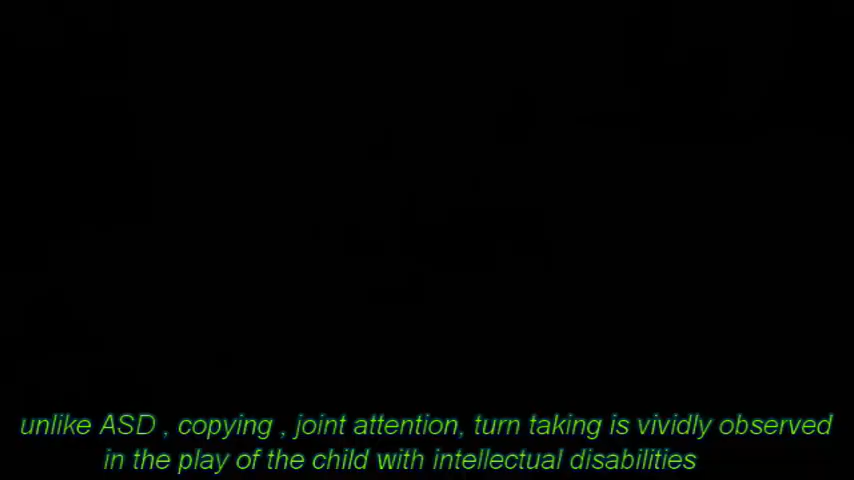 unlike ASD , copying , joint attention, turn taking is vividly observed
in the play of the child with intellectual disabilities